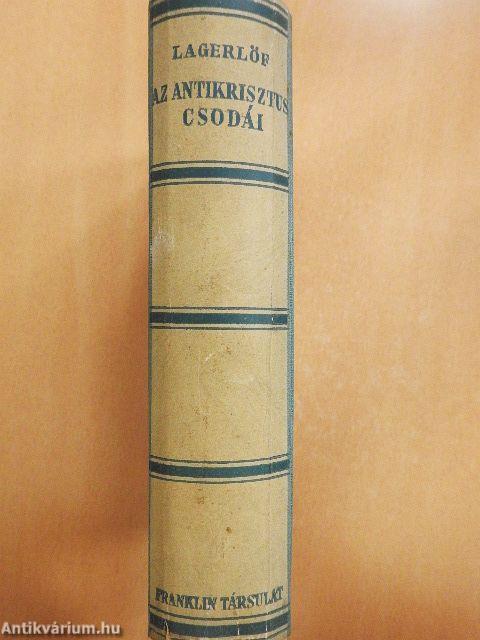 LAGERLÖF
AZ ANTIKRISZTUS
CSODÁI
FRANKLIN TÁRSULAT
Antikvárium.hu